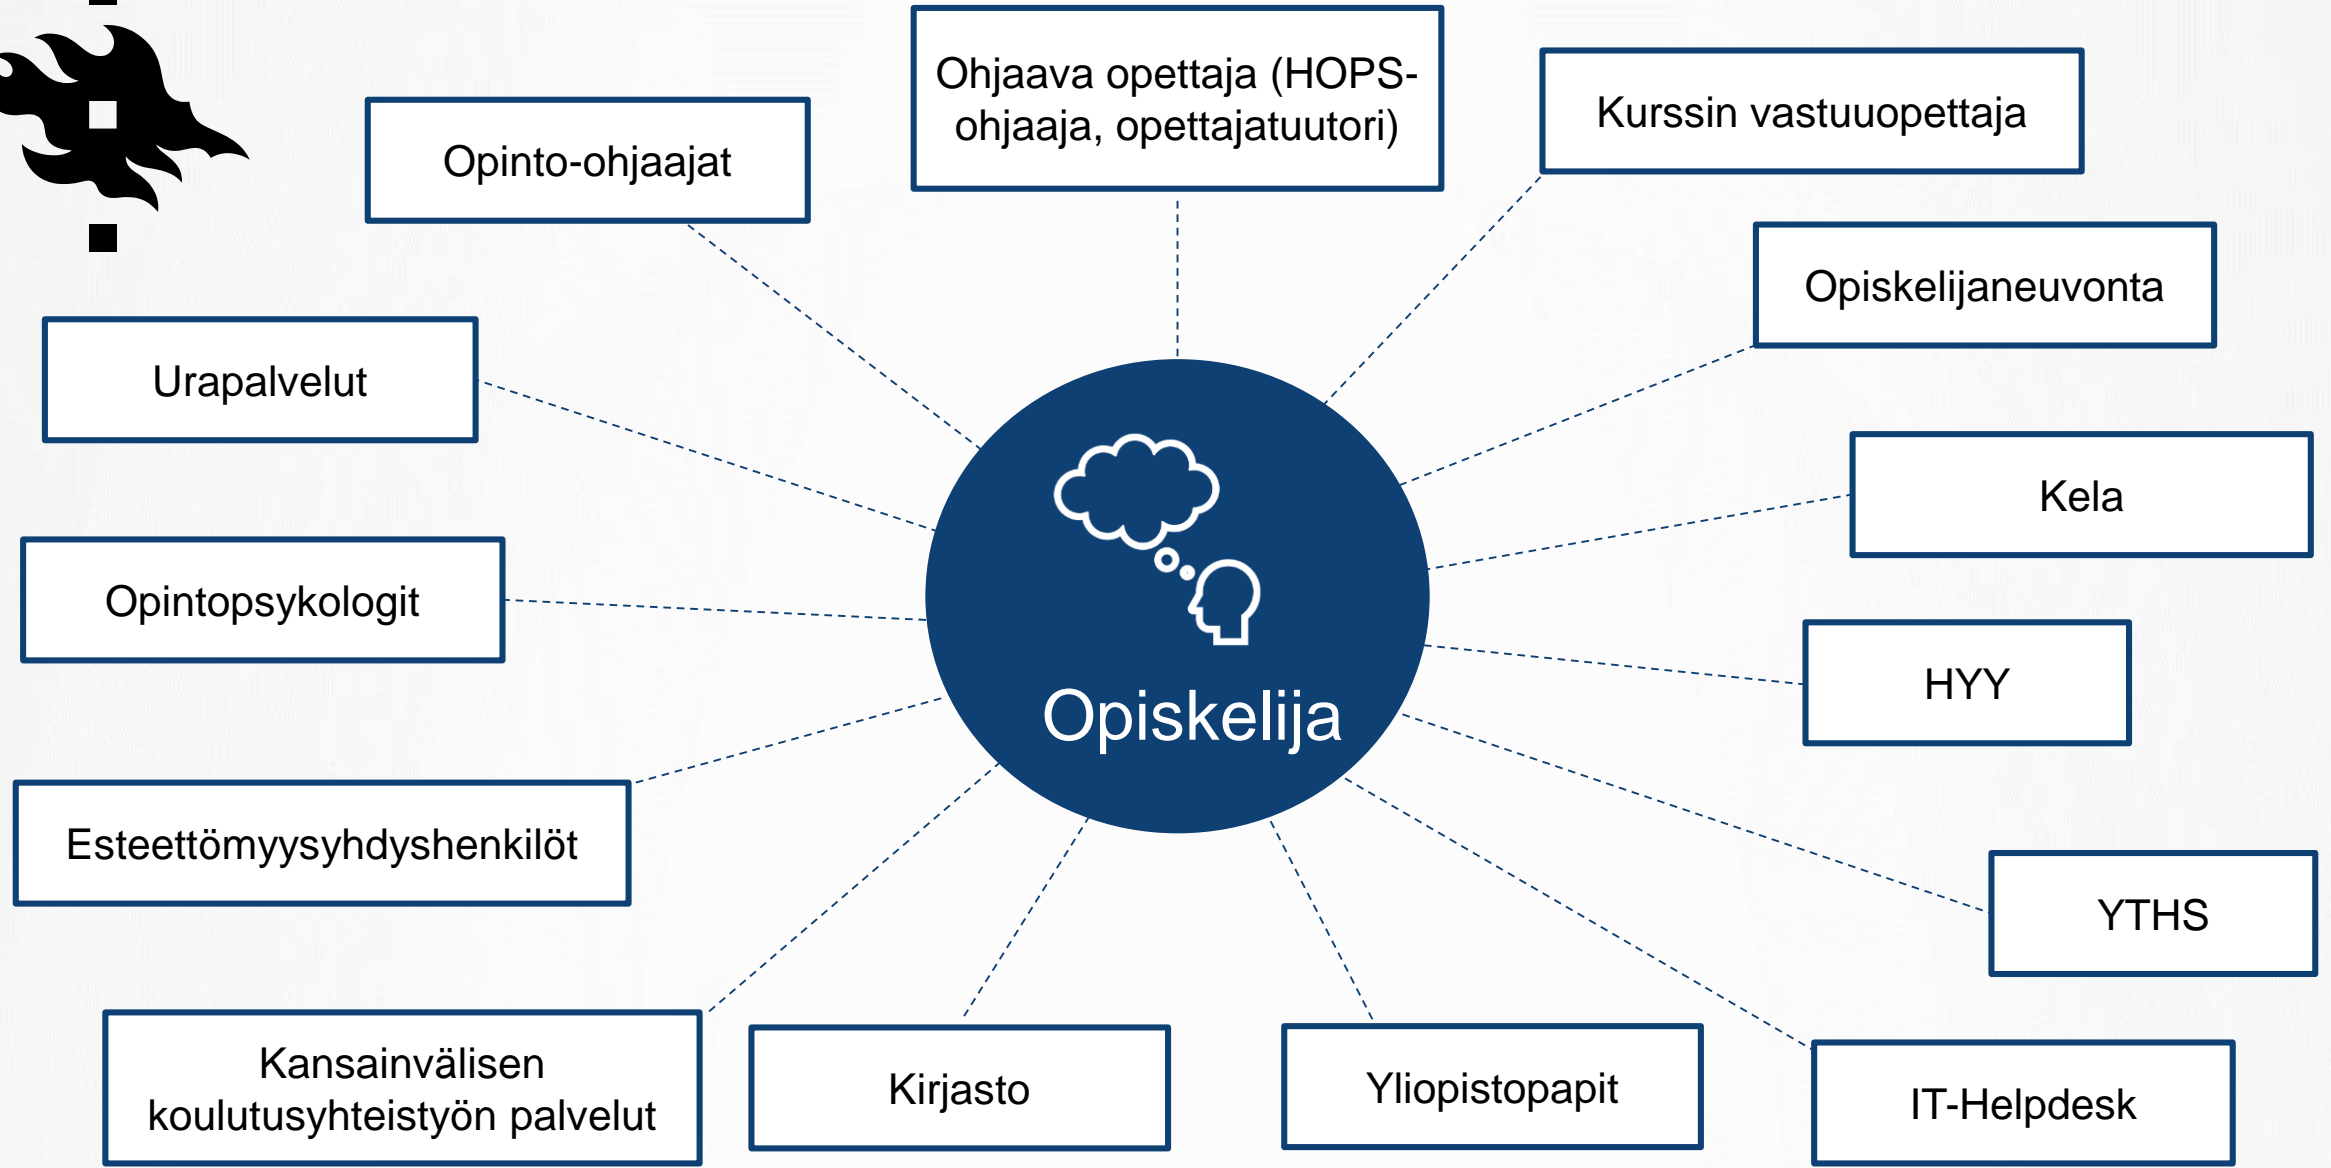 Ohjaava opettaja (HOPS-
ohjaaja, opettajatuutori)
Kurssin vastuuopettaja
Opinto-ohjaajat
Opiskelijaneuvonta
Urapalvelut
Kela
Opintopsykologit
HYY
Opiskelija
Esteettömyysyhdyshenkilöt
YTHS
Kansainvälisen
koulutusyhteistyön palvelut
Kirjasto
Yliopistopapit
IT-Helpdesk